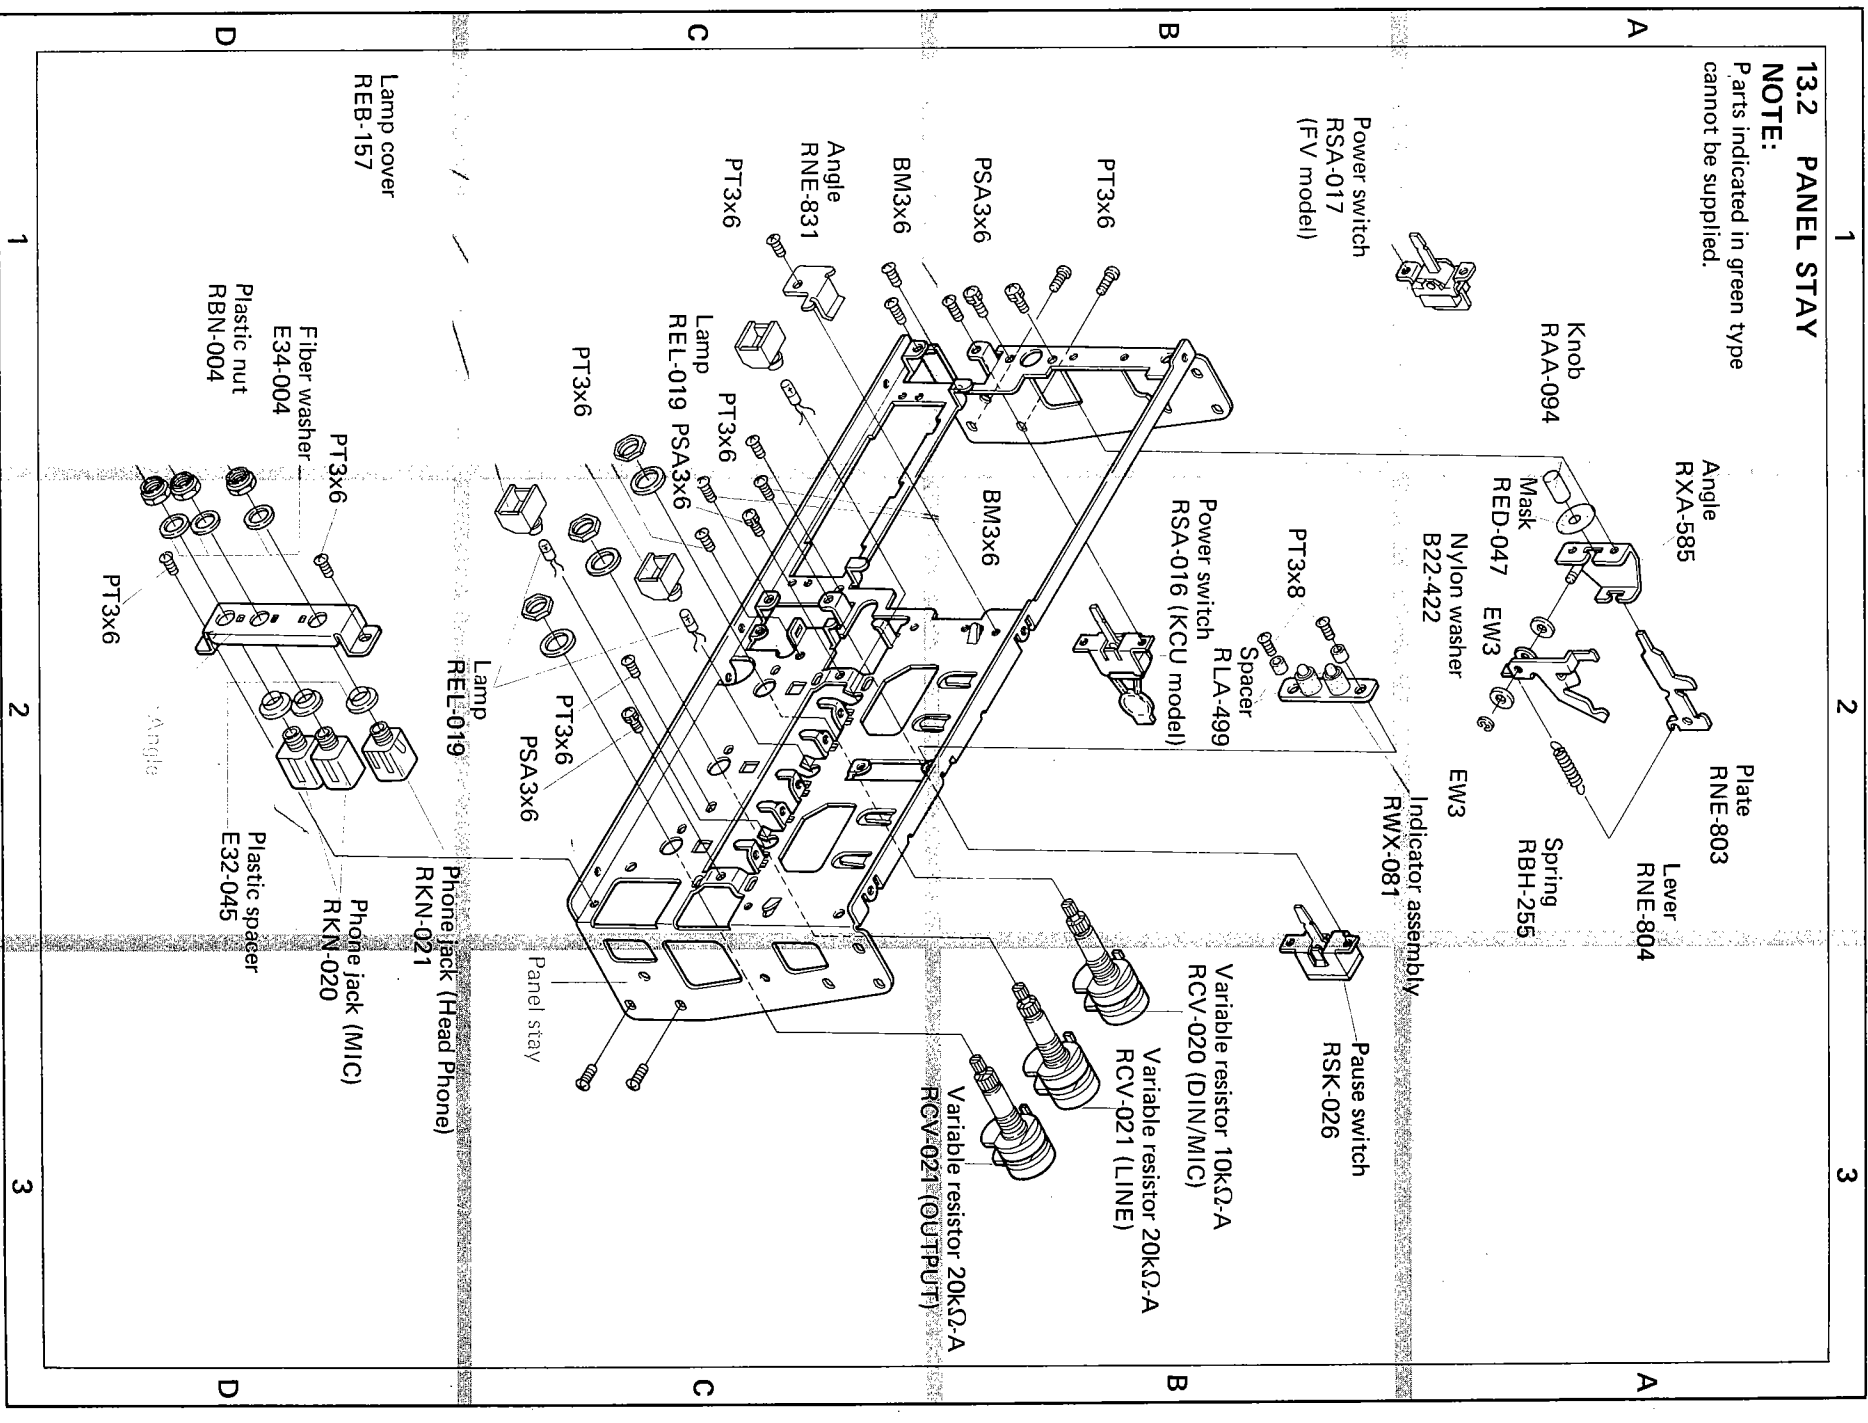 13.2 PANEL STAY
NOTE:
Parts indicated in green type
cannot be supplied.
1
2
3
A
B
C
D
Knob
RAA-094
Angle
RXA-585
Mask
RED-047
Nylon washer
B22-422
EW3
EW3
Plate
RNE-803
Lever
RNE-804
Spring
RBH-255
Power switch
RSA-017
(FV model)
PT3x6
PSA3x6
BM3x6
Angle
RNE-831
PT3x6
PT3x8
Spacer
RLA-499
Power switch
RSA-016 (KCU model)
Indicator assembly
RWX-081
BM3x6
Pause switch
RSK-026
Lamp
REL-019
PT3x6
PSA3x6
PT3x6
Variable resistor 10kΩ-A
RCV-020 (DIN/MIC)
Variable resistor 20kΩ-A
RCV-021 (LINE)
Variable resistor 20kΩ-A
RCV-021 (OUTPUT)
Lamp cover
REB-157
Lamp
REL-019
PT3x6
PSA3x6
Panel stay
PT3x6
Fiber washer
E34-004
Plastic nut
RBN-004
PT3x6
Angle
Phone jack (Head Phone)
RKN-021
Phone jack (MIC)
RKN-020
Plastic spacer
E32-045
A
B
C
D
1
2
3